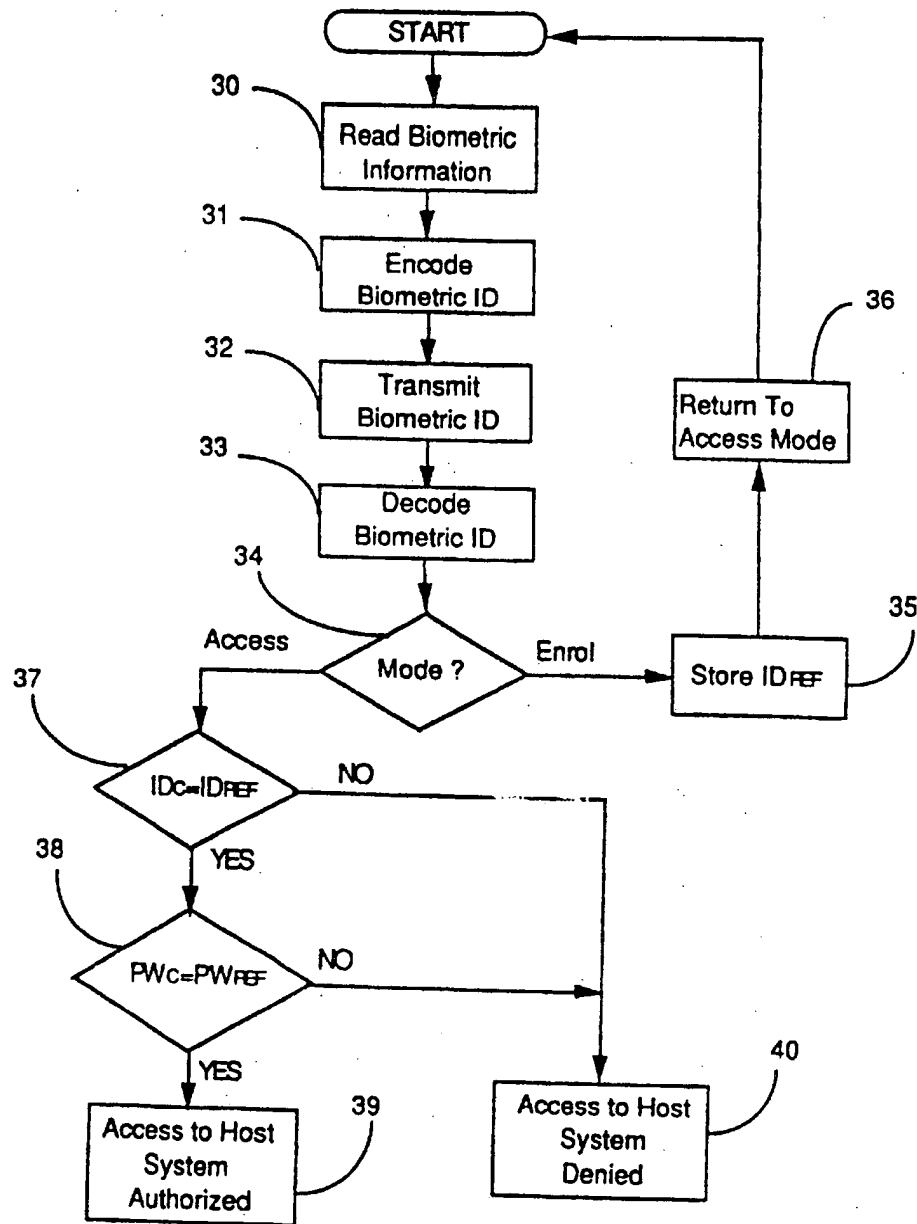 START
30
Read Biometric
Information
31
Encode
Biometric ID
32
Transmit
Biometric ID
36
Return To
Access Mode
33
Decode
Biometric ID
34
Mode ?
Access
Enrol
35
Store IDREF
37
IDC=IDREF
NO
YES
38
PWC=PWREF
NO
YES
39
Access to Host
System
Authorized
40
Access to Host
System
Denied